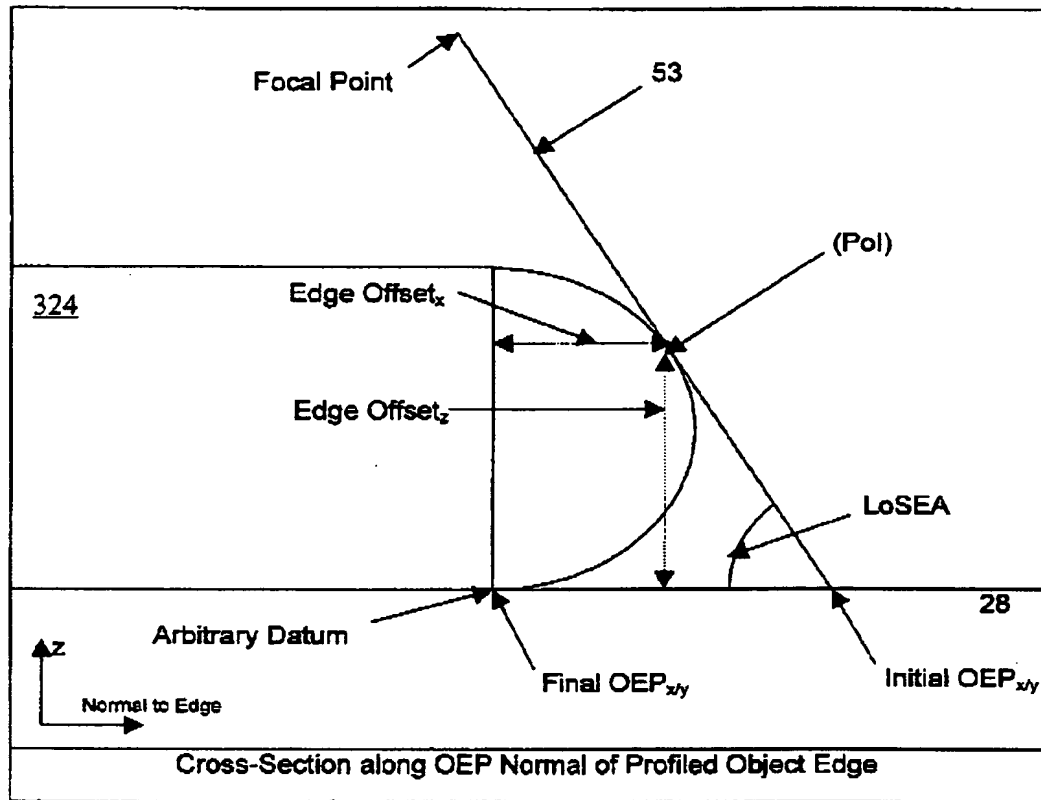 Focal Point
53
(PoI)
324
Edge Offsetx
Edge Offsetz
LoSEA
28
Arbitrary Datum
Final OEPx/y
Initial OEPx/y
z
Normal to Edge
Cross-Section along OEP Normal of Profiled Object Edge